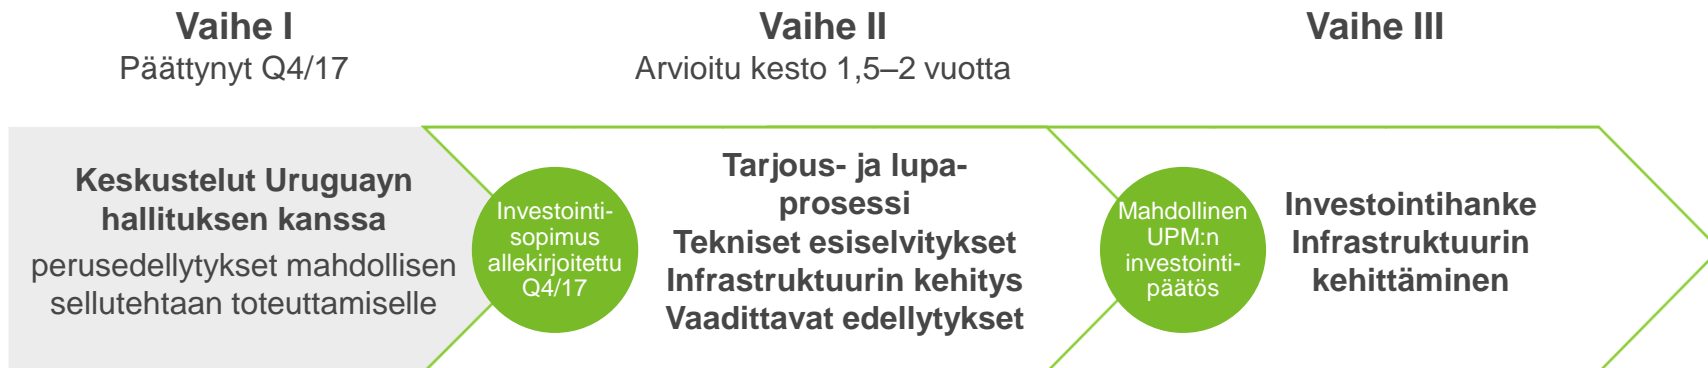 Vaihe I
Päättynyt Q4/17
Vaihe II
Arvioitu kesto 1,5–2 vuotta
Vaihe III
Keskustelut Uruguayn
hallituksen kanssa
perusedellytykset mahdollisen
sellutehtaan toteuttamiselle
Investointi-
sopimus
allekirjoitettu
Q4/17
Tarjous- ja lupa-
prosessi
Tekniset esiselvitykset
Infrastruktuurin kehitys
Vaadittavat edellytykset
Mahdollinen
UPM:n
investointi-
päätös
Investointihanke
Infrastruktuurin
kehittäminen